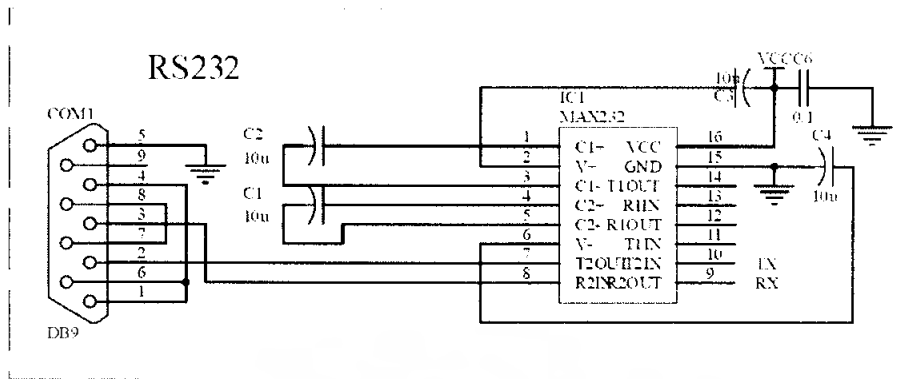 RS232
COM1
5
9
4
8
3
7
2
6
1
DB9
C2
10u
C1
10u
IC1
MAX232
1
2
3
4
5
6
7
8
C1+
V+
C1-
C2+
C2-
V-
T2OUT
R2IN
VCC
GND
T1OUT
R1IN
R1OUT
T1IN
T2IN
R2OUT
16
15
14
13
12
11
10
9
TX
RX
10u
C3
VCC
C6
0.1
C4
10u